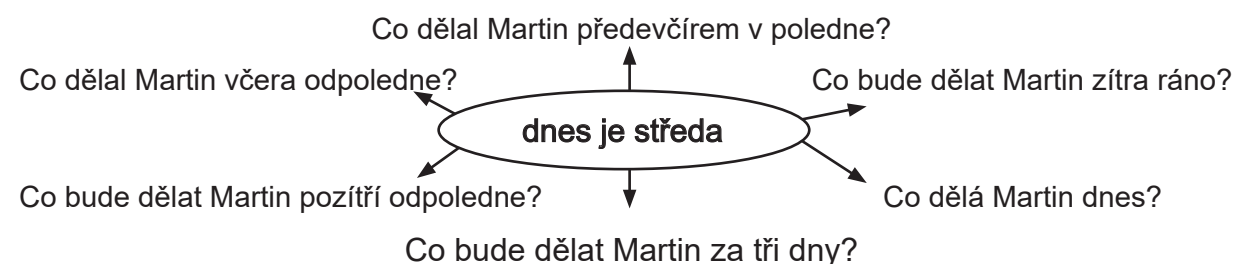 Co dělal Martin předevčírem v poledne?
Co dělal Martin včera odpoledne?
Co bude dělat Martin zítra ráno?
dnes je středa
Co bude dělat Martin pozítří odpoledne?
Co dělá Martin dnes?
Co bude dělat Martin za tři dny?